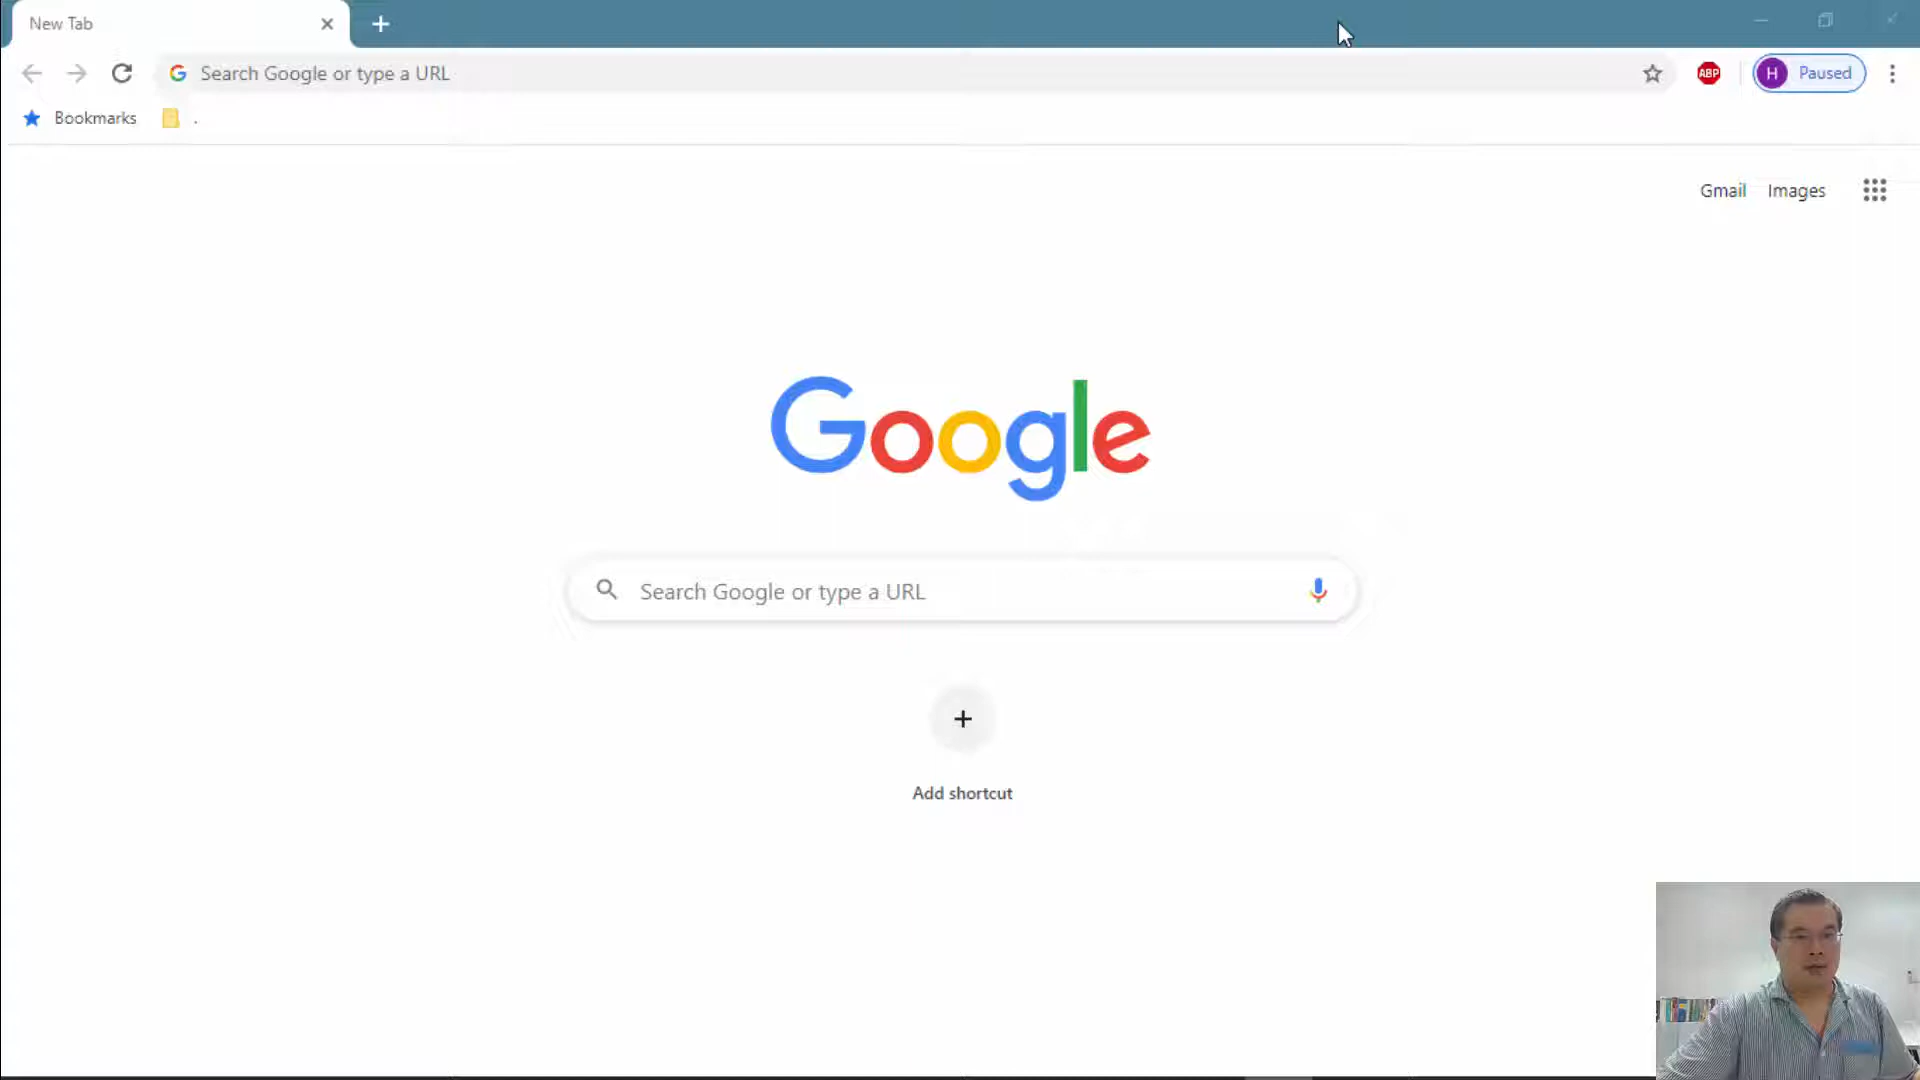 New Tab
Search Google or type a URL
ABP
H Paused
Bookmarks .
Gmail Images
Google
Search Google or type a URL
Add shortcut